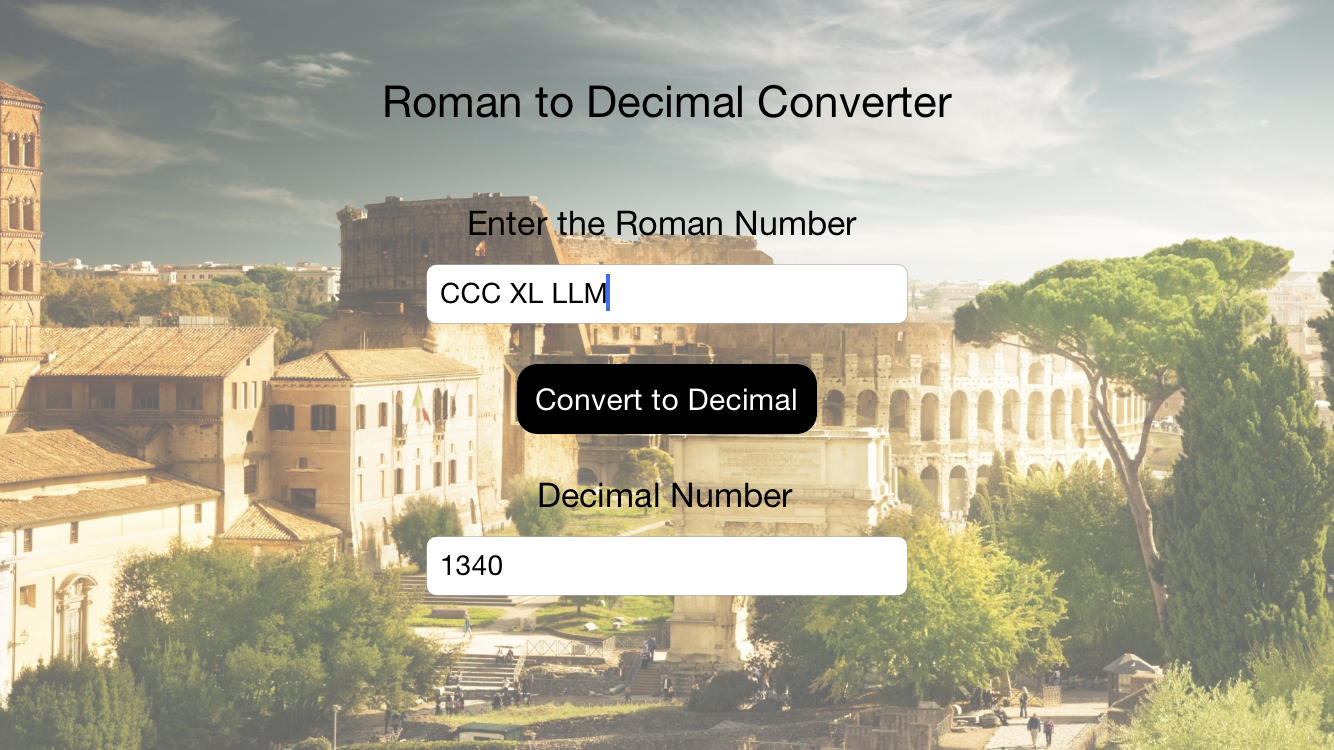 Roman to Decimal Converter
Enter the Roman Number
CCC XL LLM
Convert to Decimal
Decimal Number
1340